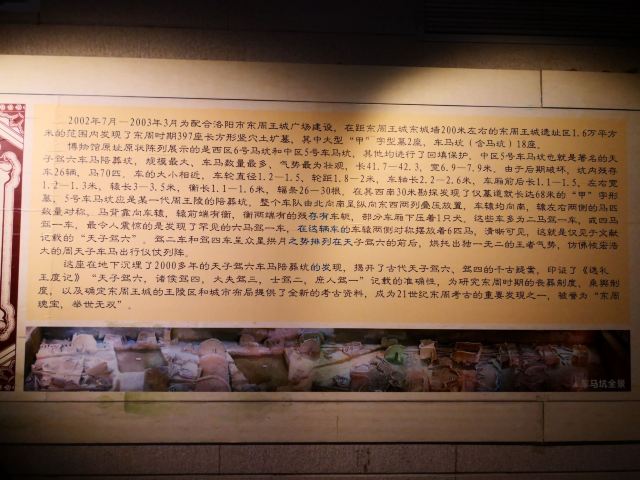 2002年7月—2003年3月为配合洛阳市东周王城广场建设，在距东周王城东城墙200米左右的东周王城遗址区1.6万平方
米的范围内发现了东周时期397座长方形竖穴土圹墓，其中大型“甲”字型墓2座，车马坑（含马坑）18座。
博物馆原址原状陈列展示的是西区6号马坑和中区5号车马坑，其他均进行了回填保护。中区5号车马坑也就是著名的天
子驾六车马陪葬坑，规模最大、车马数量最多、气势最为壮观，长41.7—42.3，宽6.9—7.9米，由于后期破坏，坑内残存
车26辆，马70匹。车的大小相近，车轮直径1.2—1.5，轮距1.8—2米，车轴长2.2—2.6米，左厢前后长1.1—1.5，左右宽
1.2—1.3米，辕长3—3.5米，衡长1.1—1.6米，辐条26—30根。在其西南30米勘探发现了仅墓道就长达68米的“甲”字形
墓，5号车马坑应是某一代周王陵的陪葬坑，整个车队由北向南呈纵向东西两列叠压放置，车辕均向南，辕左右两侧的马匹
数量对称，马背靠向车辕，辕前端有衡，衡两端有的残存有车軏，部分车厢下压着1只犬，这些车多为二马驾一车，或四马
驾一车，最令人震惊的是发现了罕见的六马驾一车，在这辆车的车辕两侧对称摆放着6匹马，清晰可见，这就是仅见于文献
记载的“天子驾六”。驾二车和驾四车呈众星拱月之势排列在天子驾六的前后，烘托出独一无二的王者气势，仿佛恢宏浩
大的周天子车马出行仪仗列阵。
这座在地下沉埋了2000多年的天子驾六车马陪葬坑的发现，揭开了古代天子驾六、驾四的千古疑案，印证了《逸礼
王度记》“天子驾六，诸侯驾四，大夫驾三，士驾二，庶人驾一”记载的准确性，为研究东周时期的丧葬制度，乘舆制
度，以及确定东周王城的王陵区和城市布局提供了全新的考古资料，成为21世纪东周考古的重要发现之一，被誉为“东周
瑰宝，举世无双”。
车马坑全景